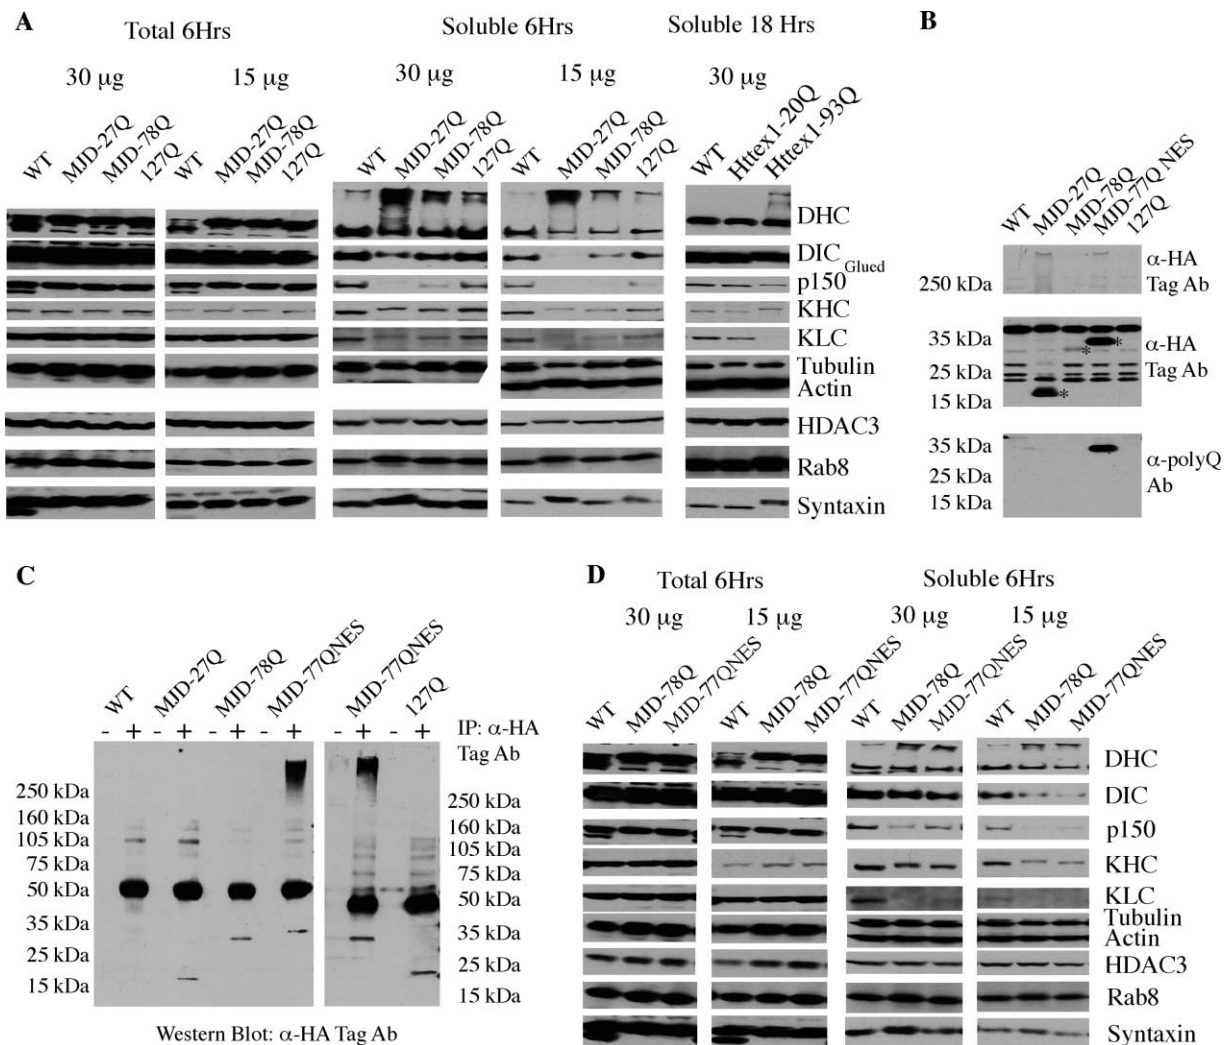 A
Total 6Hrs
Soluble 6Hrs
Soluble 18 Hrs
30 µg
15 µg
30 µg
15 µg
30 µg
WT
MJD-27Q
MJD-78Q
127Q
WT
MJD-27Q
MJD-78Q
127Q
WT
MJD-27Q
MJD-78Q
127Q
WT
MJD-27Q
MJD-78Q
127Q
WT
Httex1-20Q
Httex1-93Q
DHC
DIC
p150 Glued
KHC
KLC
Tubulin
Actin
HDAC3
Rab8
Syntaxin
B
WT
MJD-27Q
MJD-78Q
MJD-77Q NES
127Q
250 kDa
α-HA
Tag Ab
35 kDa
25 kDa
15 kDa
*
*
*
α-HA
Tag Ab
35 kDa
25 kDa
15 kDa
α-polyQ
Ab
C
WT
MJD-27Q
MJD-78Q
MJD-77QNES
MJD-77QNES
127Q
- + - + - + - + - + - +
IP: α-HA
Tag Ab
250 kDa
160 kDa
105 kDa
75 kDa
50 kDa
35 kDa
25 kDa
15 kDa
250 kDa
160 kDa
105 kDa
75 kDa
50 kDa
35 kDa
25 kDa
15 kDa
Western Blot: α-HA Tag Ab
D
Total 6Hrs
Soluble 6Hrs
30 µg
15 µg
30 µg
15 µg
WT
MJD-78Q
MJD-77QNES
WT
MJD-78Q
MJD-77QNES
WT
MJD-78Q
MJD-77QNES
WT
MJD-78Q
MJD-77QNES
DHC
DIC
p150
KHC
KLC
Tubulin
Actin
HDAC3
Rab8
Syntaxin